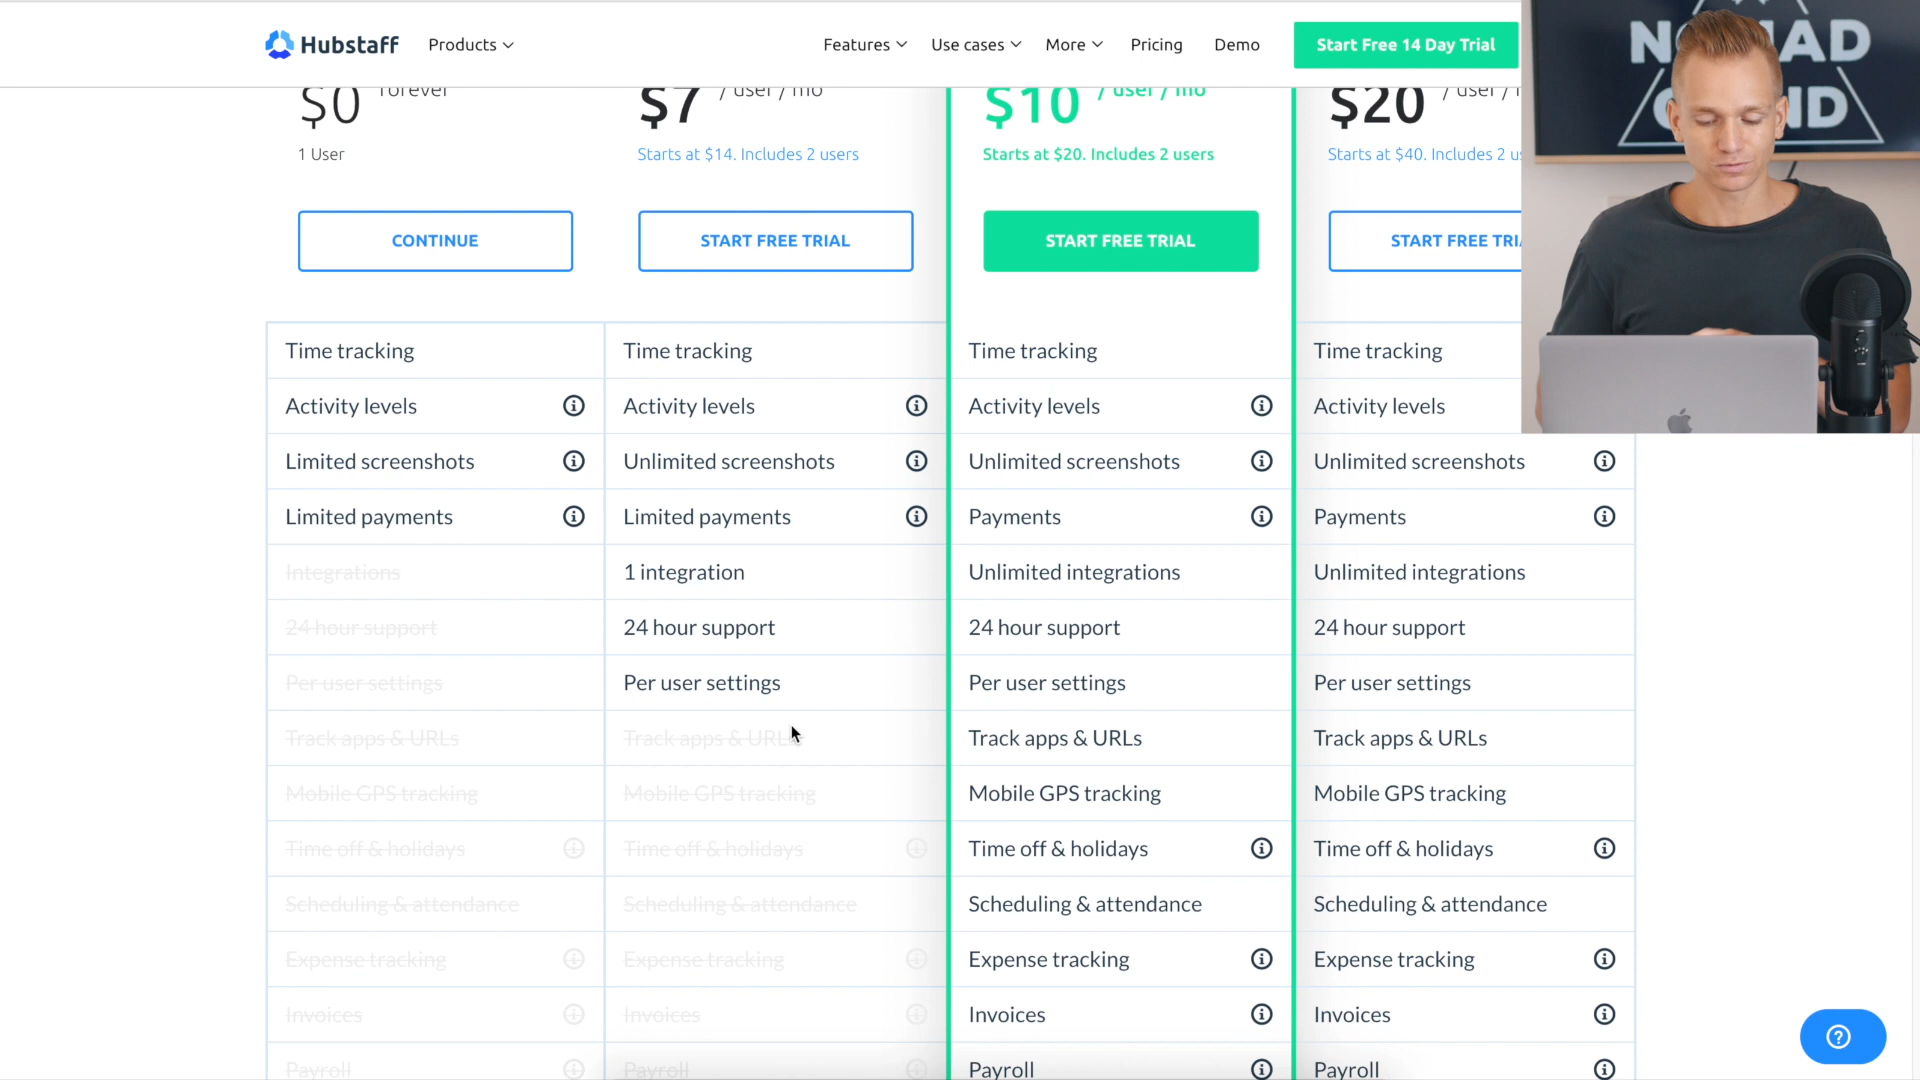 Hubstaff
Products
Features
Use cases
More
Pricing
Demo
Start Free 14 Day Trial
NOMAD
$0 forever
1 User
CONTINUE
$7 / user / mo
Starts at $14. Includes 2 users
START FREE TRIAL
$10 / user / mo
Starts at $20. Includes 2 users
START FREE TRIAL
$20 / user /
Starts at $40. Includes 2
START FREE
Time tracking
Time tracking
Time tracking
Time tracking
Activity levels
Activity levels
Activity levels
Activity levels
Limited screenshots
Unlimited screenshots
Unlimited screenshots
Unlimited screenshots
Limited payments
Limited payments
Payments
Payments
Integrations
1 integration
Unlimited integrations
Unlimited integrations
24 hour support
24 hour support
24 hour support
24 hour support
Per user settings
Per user settings
Per user settings
Per user settings
Track apps & URLs
Track apps & URLs
Track apps & URLs
Track apps & URLs
Mobile GPS tracking
Mobile GPS tracking
Mobile GPS tracking
Mobile GPS tracking
Time off & holidays
Time off & holidays
Time off & holidays
Time off & holidays
Scheduling & attendance
Scheduling & attendance
Scheduling & attendance
Scheduling & attendance
Expense tracking
Expense tracking
Expense tracking
Expense tracking
Invoices
Invoices
Invoices
Invoices
Payroll
Payroll
Payroll
Payroll